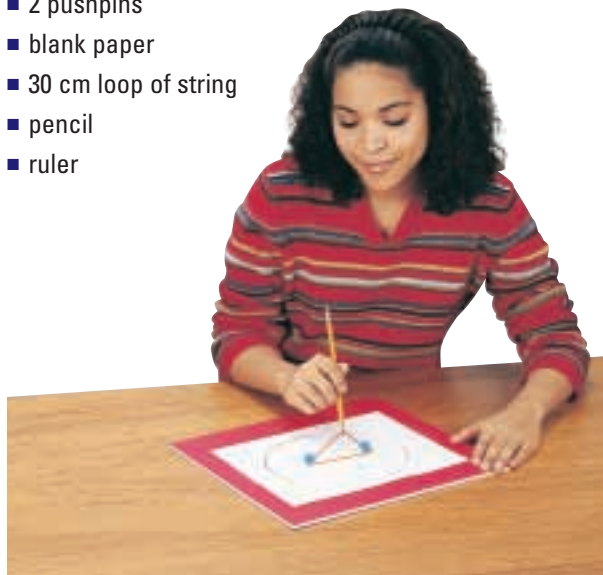 ■ 2 pushpins
■ blank paper
■ 30 cm loop of string
■ pencil
■ ruler